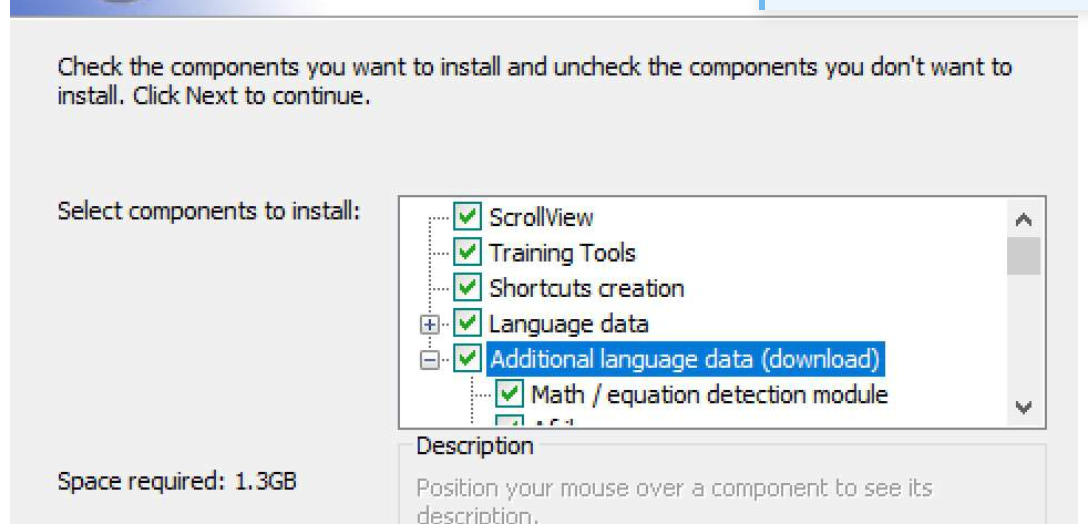 Check the components you want to install and uncheck the components you don't want to
install. Click Next to continue.
Select components to install:
ScrollView
Training Tools
Shortcuts creation
Language data
Additional language data (download)
Math / equation detection module
Description
Space required: 1.3GB
Position your mouse over a component to see its
description.